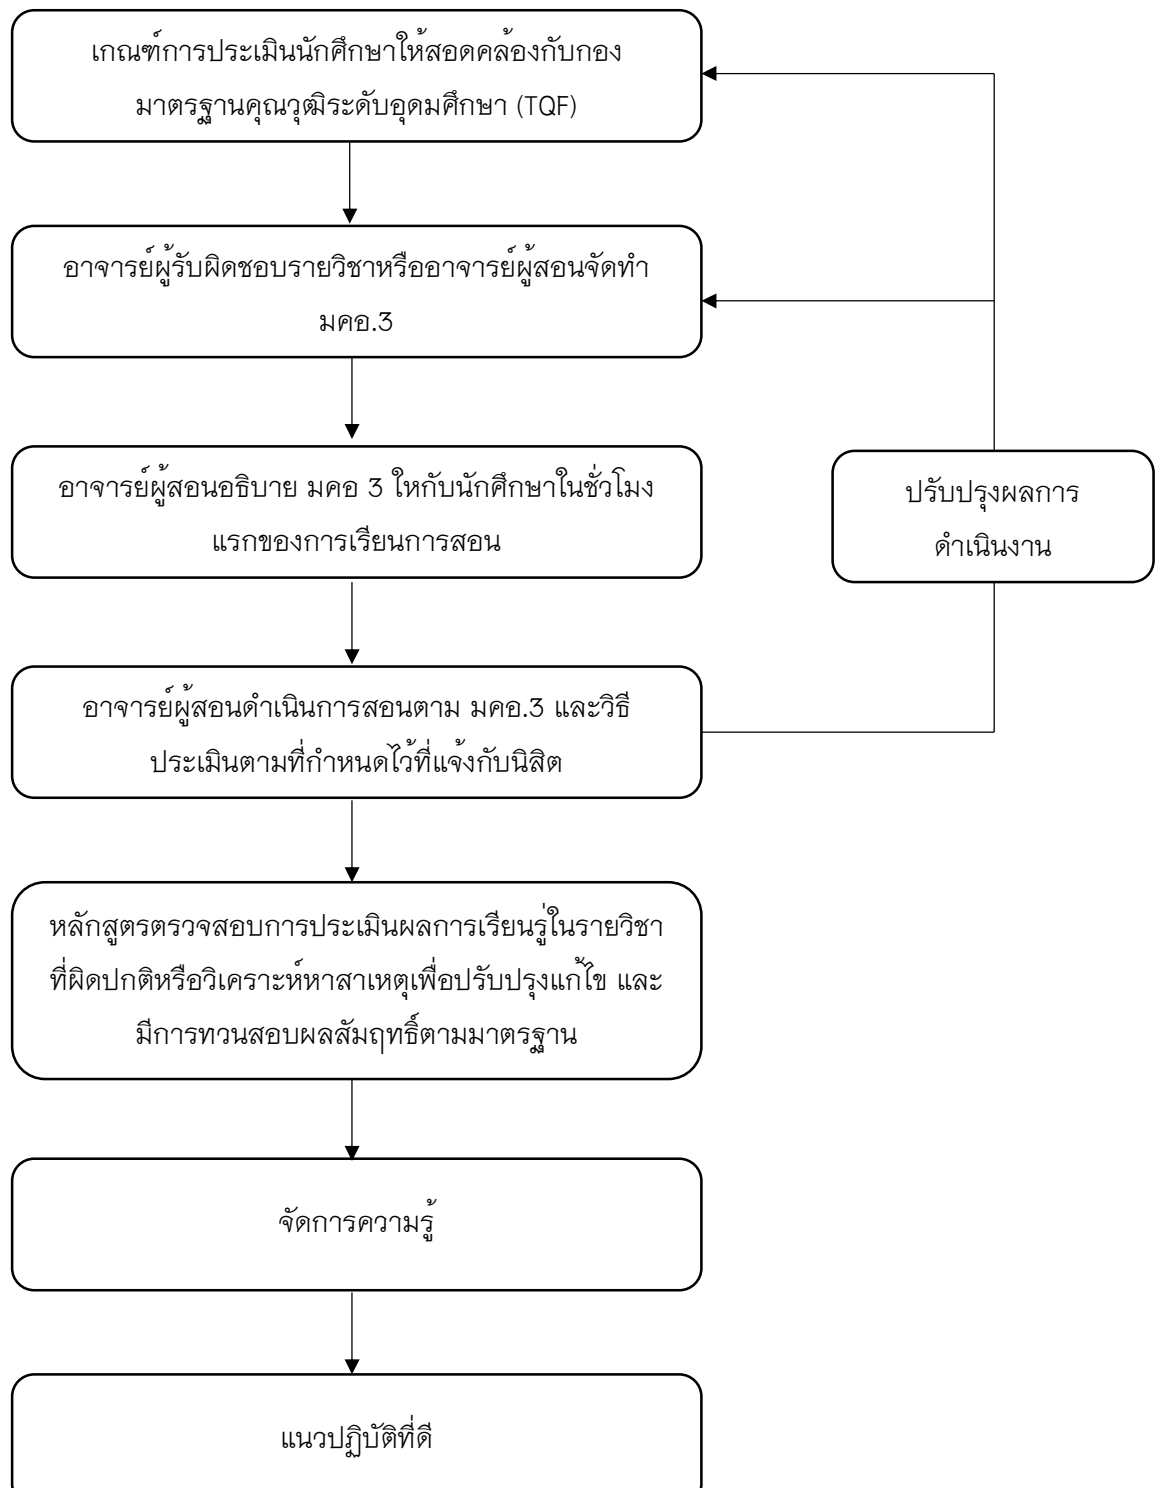 เกณฑ์การประเมินนักศึกษาให้สอดคล้องกับกอง
มาตรฐานคุณวุฒิระดับอุดมศึกษา (TQF)
อาจารย์ผู้รับผิดชอบรายวิชาหรืออาจารย์ผู้สอนจัดทำ
มคอ.3
อาจารย์ผู้สอนอธิบาย มคอ 3 ใหกับนักศึกษาในชั่วโมง
แรกของการเรียนการสอน
ปรับปรุงผลการ
ดำเนินงาน
อาจารย์ผู้สอนดำเนินการสอนตาม มคอ.3 และวิธี
ประเมินตามที่กำหนดไว้ที่แจ้งกับนิสิต
หลักสูตรตรวจสอบการประเมินผลการเรียนรู่ในรายวิชา
ที่ผิดปกติหรือวิเคราะห์หาสาเหตุเพื่อปรับปรุงแก้ไข และ
มีการทวนสอบผลสัมฤทธิ์ตามมาตรฐาน
จัดการความรู้
แนวปฏิบัติที่ดี